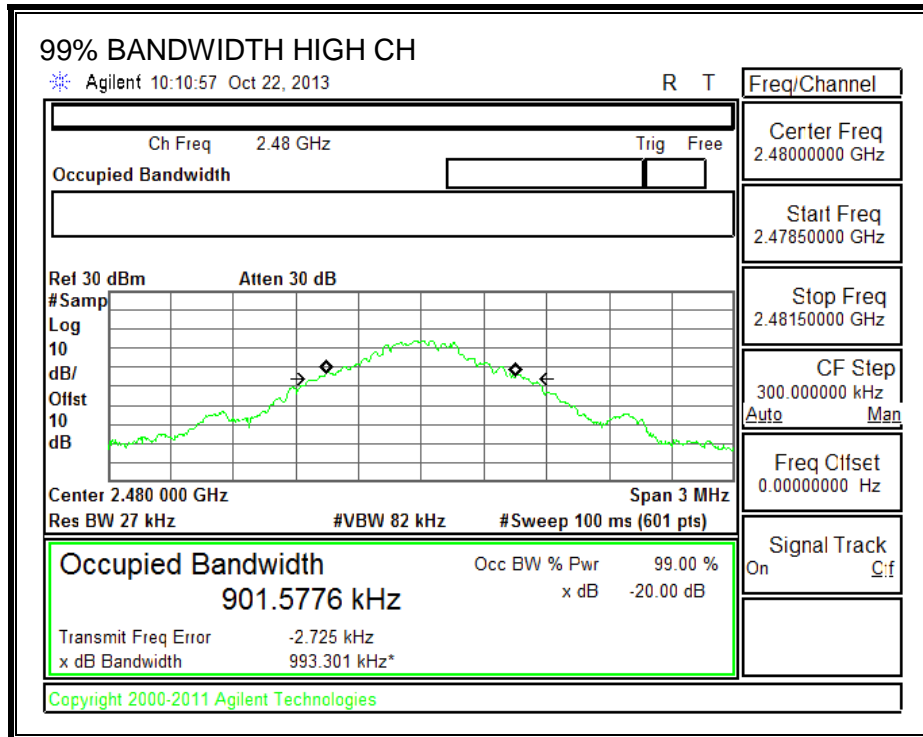 99% BANDWIDTH HIGH CH
Agilent 10:10:57 Oct 22, 2013 R T
Freq/Channel
Ch Freq 2.48 GHz Trig Free
Occupied Bandwidth
Center Freq
2.48000000 GHz
Start Freq
2.47850000 GHz
Stop Freq
2.48150000 GHz
CF Step
300.000000 kHz
Auto Man
Freq Offset
0.00000000 Hz
Signal Track
On Off
Ref 30 dBm Atten 30 dB
#Samp
Log
10
dB/
Offst
10
dB
Center 2.480 000 GHz Span 3 MHz
Res BW 27 kHz #VBW 82 kHz #Sweep 100 ms (601 pts)
Occupied Bandwidth
901.5776 kHz
Occ BW % Pwr 99.00 %
x dB -20.00 dB
Transmit Freq Error -2.725 kHz
x dB Bandwidth 993.301 kHz*
Copyright 2000-2011 Agilent Technologies